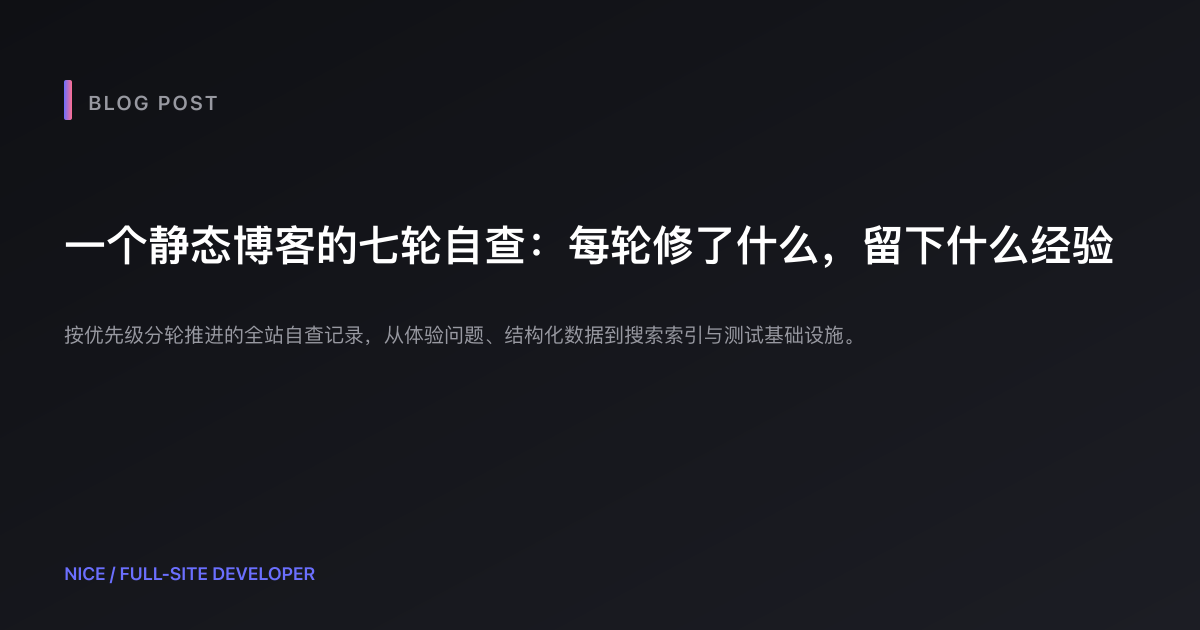 BLOG POST
一个静态博客的七轮自查：每轮修了什么，留下什么经验
按优先级分轮推进的全站自查记录，从体验问题、结构化数据到搜索索引与测试基础设施。
NICE / FULL-SITE DEVELOPER